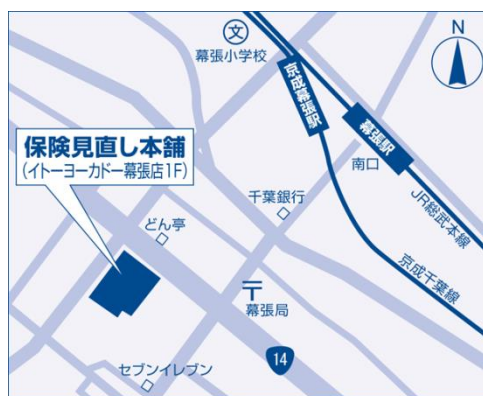 文
幕張小学校
N
京成幕張駅
幕張駅
南口
保険見直し本舗
(イトーヨーカドー幕張店1F)
千葉銀行
JR総武本線
どん亭
京成千葉線
〒
幕張局
14
セブンイレブン